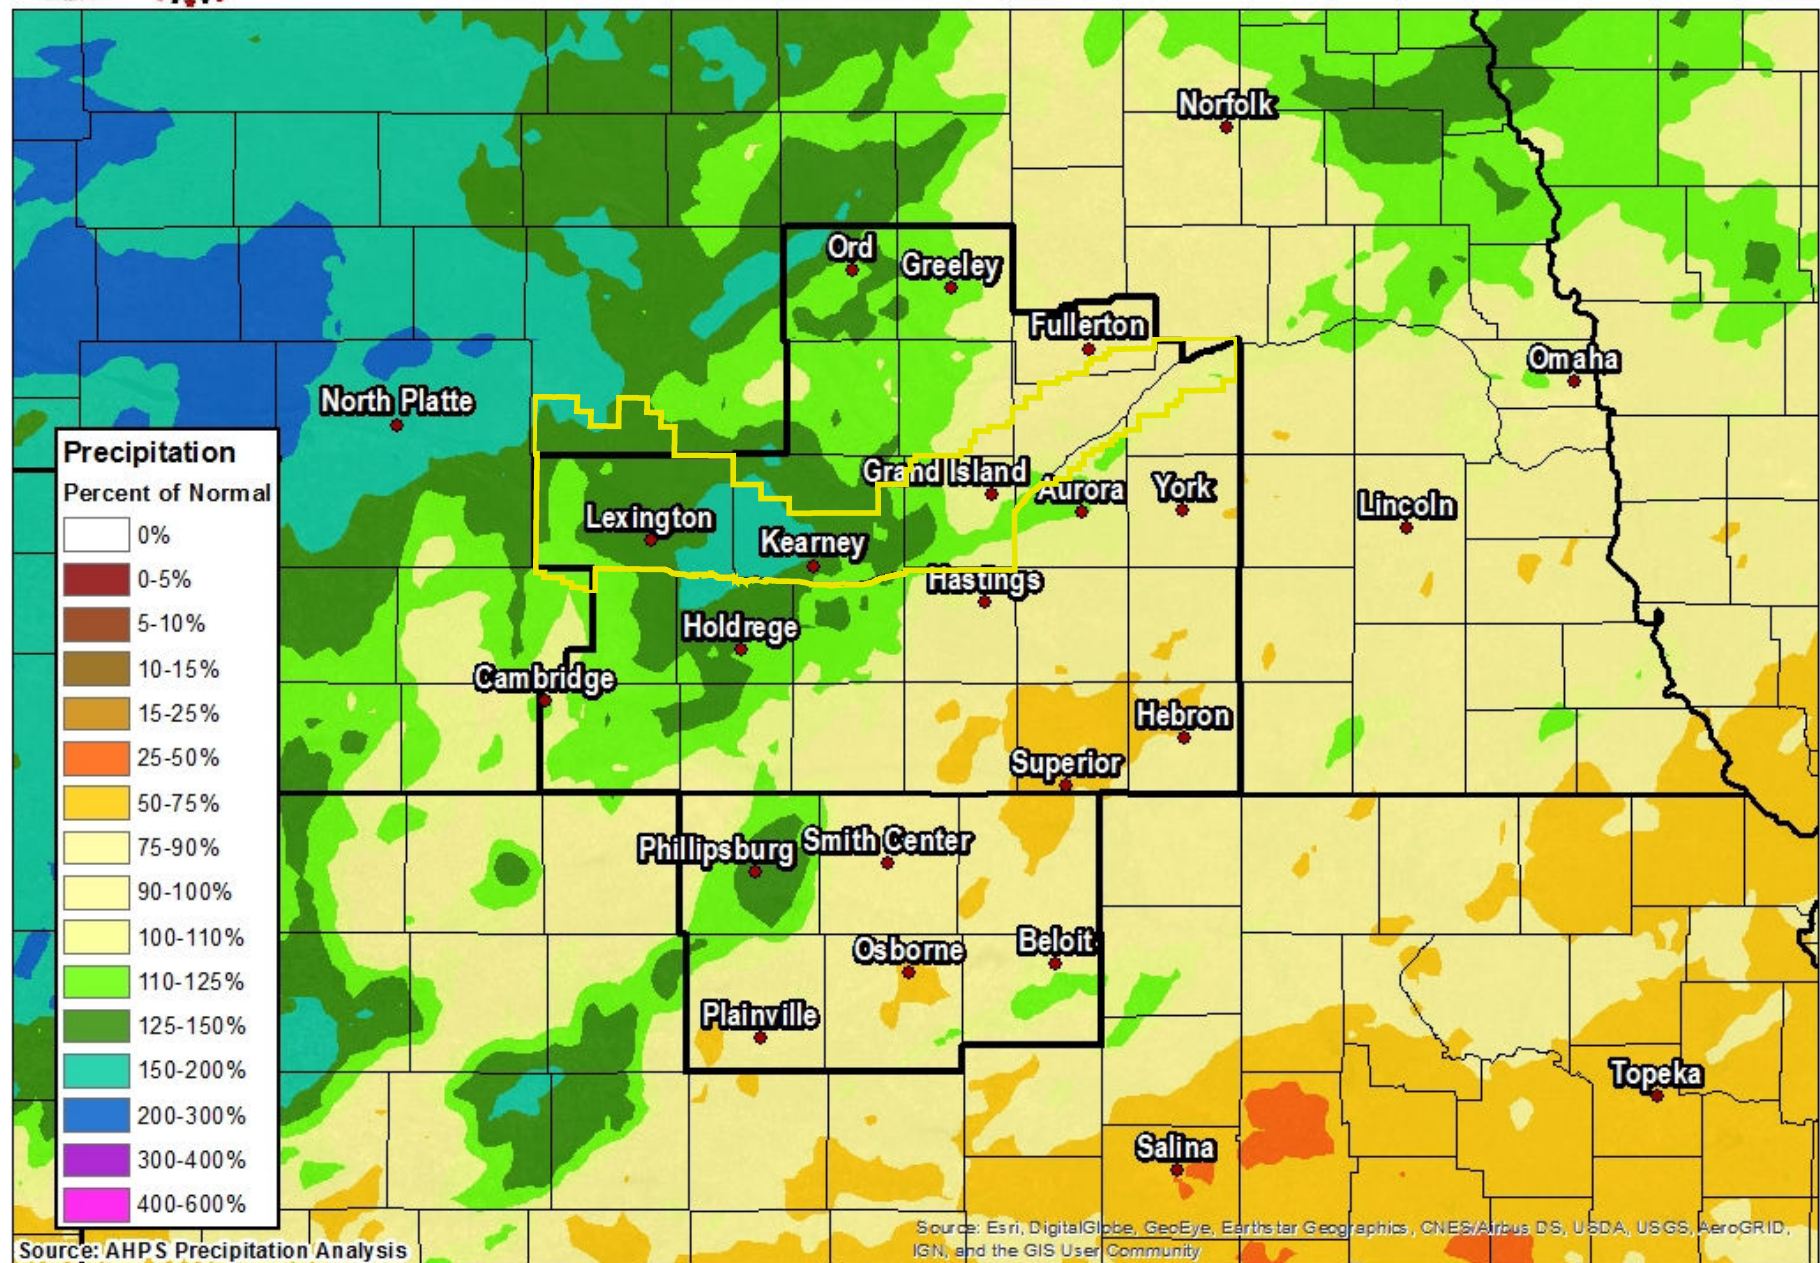 Norfolk
Ord
Greeley
Fullerton
Omaha
North Platte
Grand Island
Aurora
York
Lincoln
Lexington
Kearney
Hastings
Holdrege
Cambridge
Hebron
Superior
Phillipsburg
Smith Center
Osborne
Beloit
Plainville
Topeka
Salina
Precipitation
Percent of Normal
0%
0-5%
5-10%
10-15%
15-25%
25-50%
50-75%
75-90%
90-100%
100-110%
110-125%
125-150%
150-200%
200-300%
300-400%
400-600%
Source: AHPS Precipitation Analysis
Source: Esri, DigitalGlobe, GeoEye, Earthstar Geographics, CNES/Airbus DS, USDA, USGS, AeroGRID,
IGN, and the GIS User Community